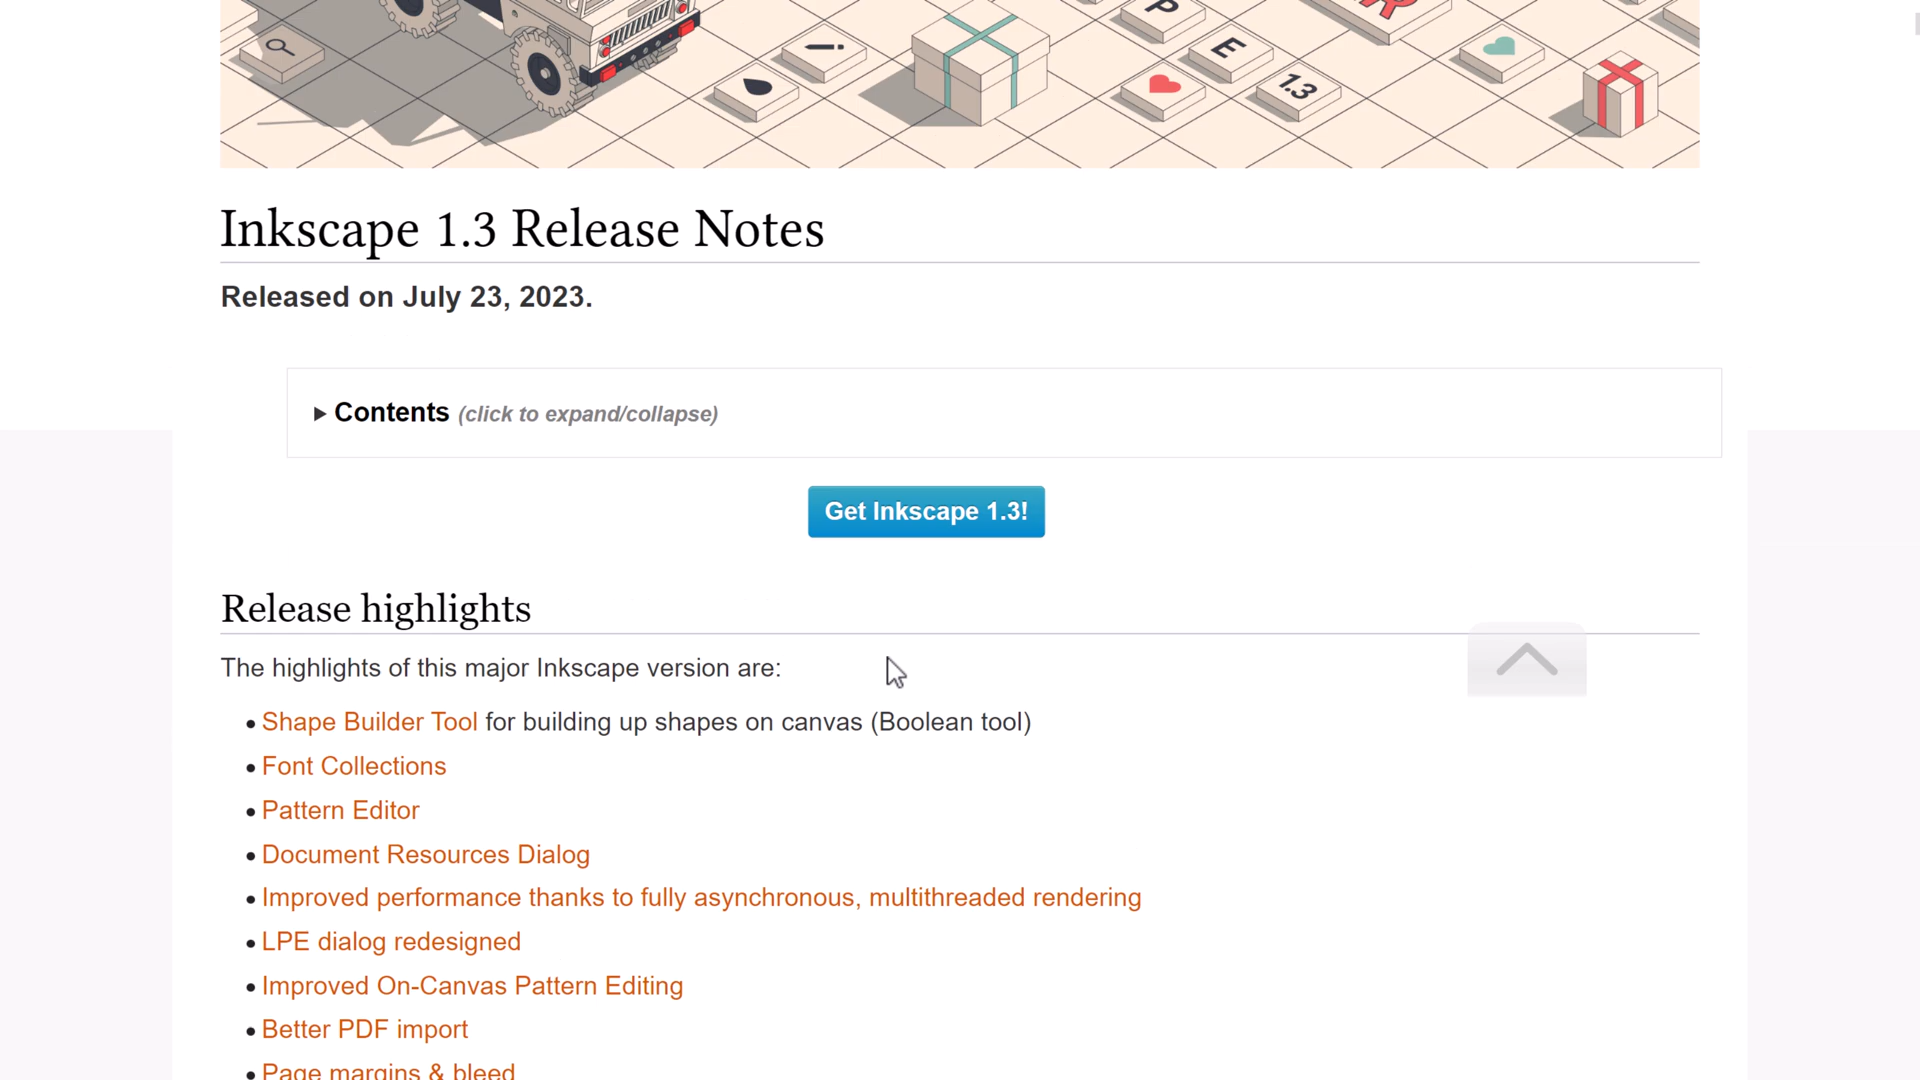 P
E
1.3
Inkscape 1.3 Release Notes
Released on July 23, 2023.
▶ Contents (click to expand/collapse)
Get Inkscape 1.3!
Release highlights
The highlights of this major Inkscape version are:
• Shape Builder Tool for building up shapes on canvas (Boolean tool)
• Font Collections
• Pattern Editor
• Document Resources Dialog
• Improved performance thanks to fully asynchronous, multithreaded rendering
• LPE dialog redesigned
• Improved On-Canvas Pattern Editing
• Better PDF import
• Page margins & bleed